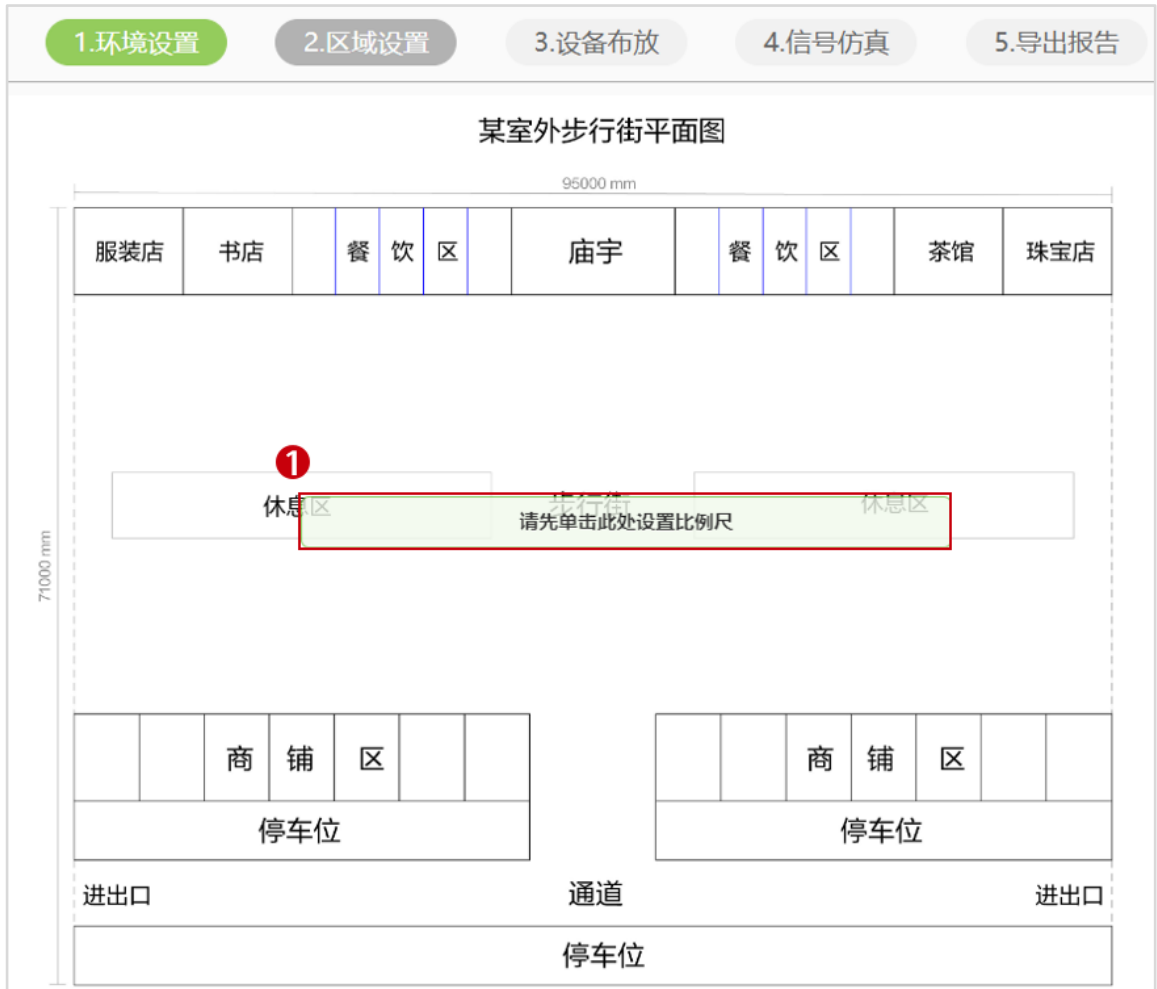 1.环境设置 2.区域设置 3.设备布放 4.信号仿真 5.导出报告
某室外步行街平面图
95000 mm
服装店 书店 餐 饮 区 庙宇 餐 饮 区 茶馆 珠宝店
1
休息区 步行街 休息区
请先单击此处设置比例尺
71000 mm
商 铺 区 商 铺 区
停车位 停车位
进出口 通道 进出口
停车位